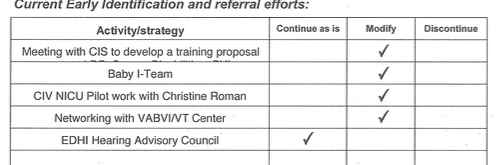 Current Early Identification and referral efforts:
Activity/strategy Continue as is Modify Discontinue
Meeting with CIS to develop a training proposal ✓
Baby I-Team ✓
CIV NICU Pilot work with Christine Roman ✓
Networking with VABVI/VT Center ✓
EDHI Hearing Advisory Council ✓